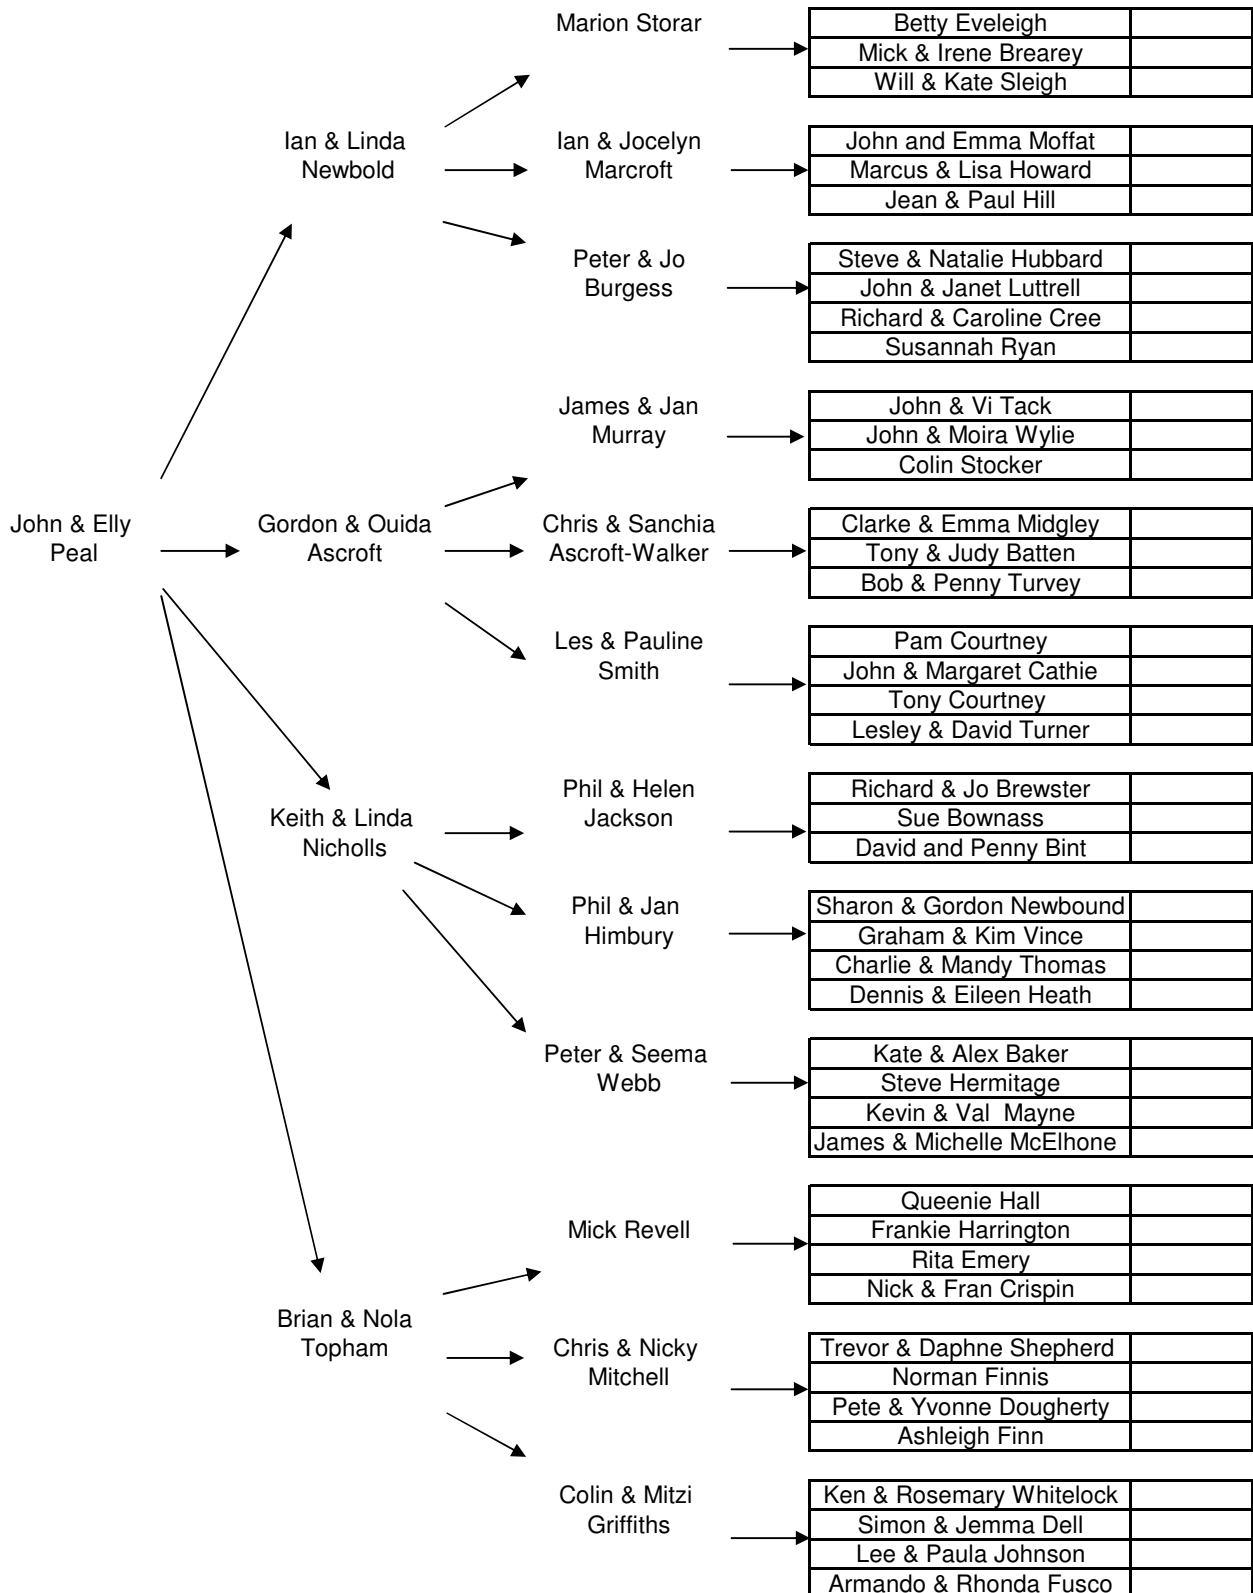 Marion Storar
Betty Eveleigh
Mick & Irene Brearey
Will & Kate Sleigh
Ian & Linda
Newbold
Ian & Jocelyn
Marcroft
John and Emma Moffat
Marcus & Lisa Howard
Jean & Paul Hill
Peter & Jo
Burgess
Steve & Natalie Hubbard
John & Janet Luttrell
Richard & Caroline Cree
Susannah Ryan
James & Jan
Murray
John & Vi Tack
John & Moira Wylie
Colin Stocker
John & Elly
Peal
Gordon & Ouida
Ascroft
Chris & Sanchia
Ascroft-Walker
Clarke & Emma Midgley
Tony & Judy Batten
Bob & Penny Turvey
Les & Pauline
Smith
Pam Courtney
John & Margaret Cathie
Tony Courtney
Lesley & David Turner
Keith & Linda
Nicholls
Phil & Helen
Jackson
Richard & Jo Brewster
Sue Bownass
David and Penny Bint
Phil & Jan
Himbury
Sharon & Gordon Newbound
Graham & Kim Vince
Charlie & Mandy Thomas
Dennis & Eileen Heath
Peter & Seema
Webb
Kate & Alex Baker
Steve Hermitage
Kevin & Val  Mayne
James & Michelle McElhone
Mick Revell
Queenie Hall
Frankie Harrington
Rita Emery
Nick & Fran Crispin
Brian & Nola
Topham
Chris & Nicky
Mitchell
Trevor & Daphne Shepherd
Norman Finnis
Pete & Yvonne Dougherty
Ashleigh Finn
Colin & Mitzi
Griffiths
Ken & Rosemary Whitelock
Simon & Jemma Dell
Lee & Paula Johnson
Armando & Rhonda Fusco